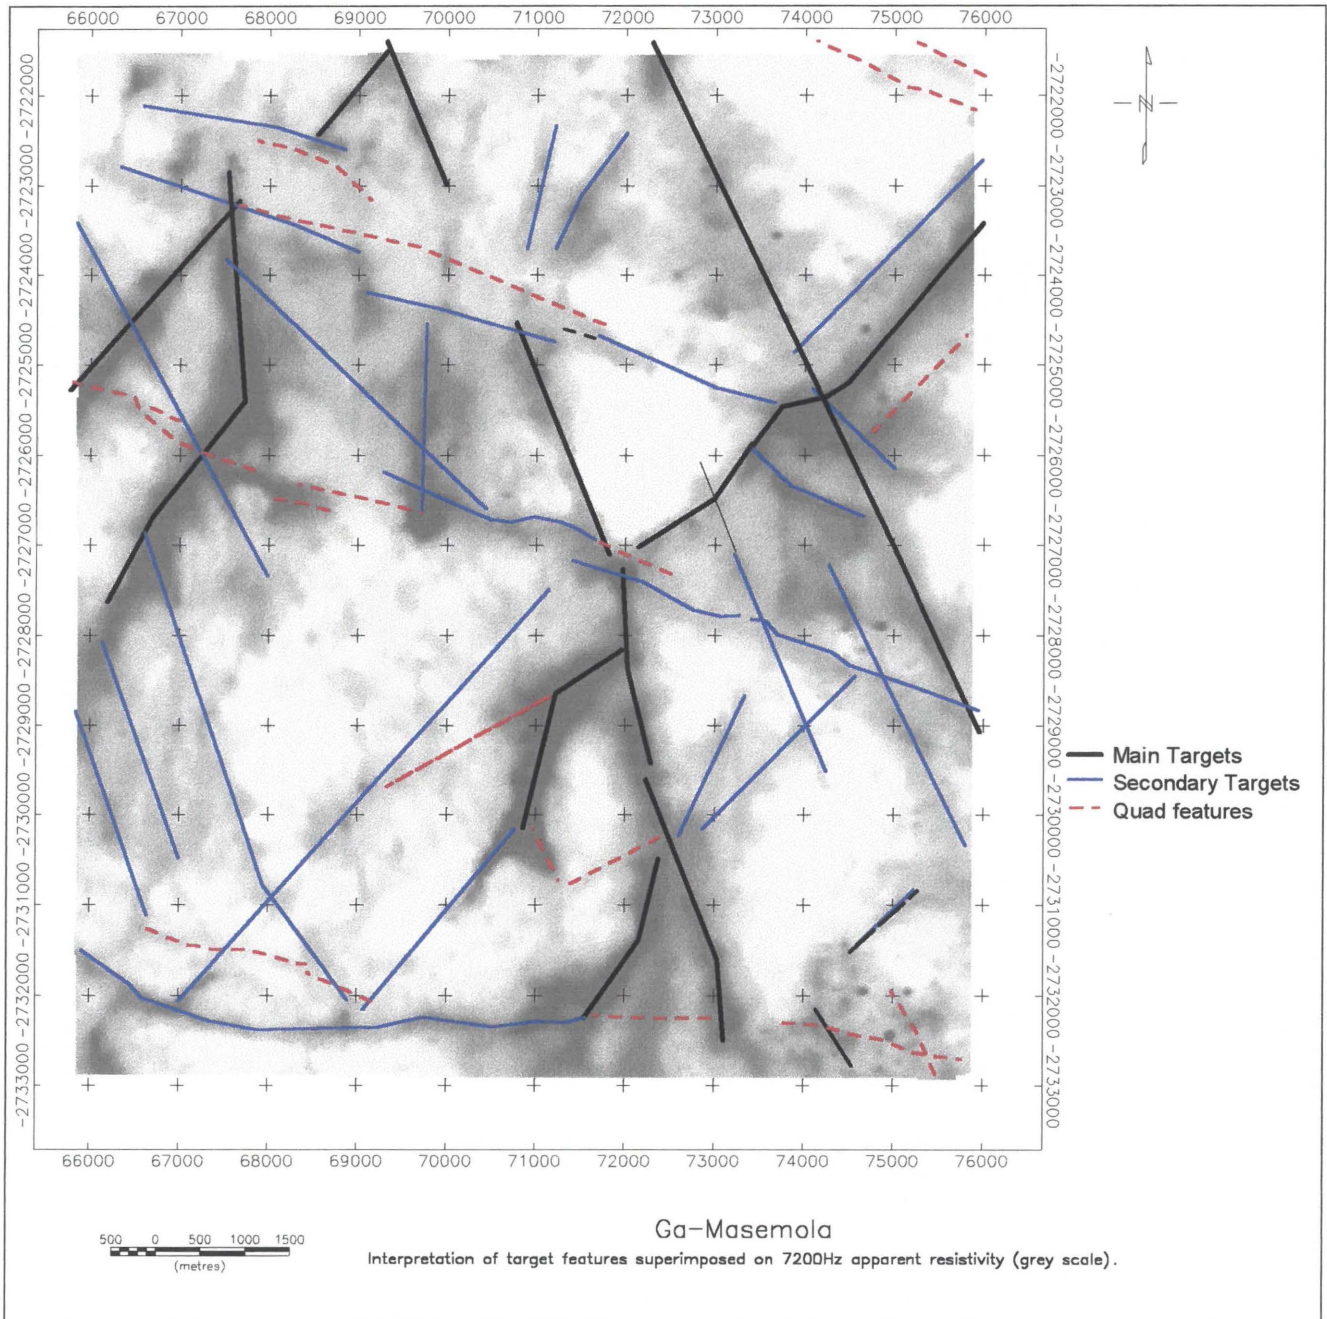 66000 67000 68000 69000 70000 71000 72000 73000 74000 75000 76000
-2722000 -2723000 -2724000 -2725000 -2726000 -2727000 -2728000 -2729000 -2730000 -2731000 -2732000 -2733000
-2722000 -2723000 -2724000 -2725000 -2726000 -2727000 -2728000 -2729000 -2730000 -2731000 -2732000 -2733000
N
Main Targets
Secondary Targets
Quad features
66000 67000 68000 69000 70000 71000 72000 73000 74000 75000 76000
500 0 500 1000 1500
(metres)
Ga-Masemola
Interpretation of target features superimposed on 7200Hz apparent resistivity (grey scale).